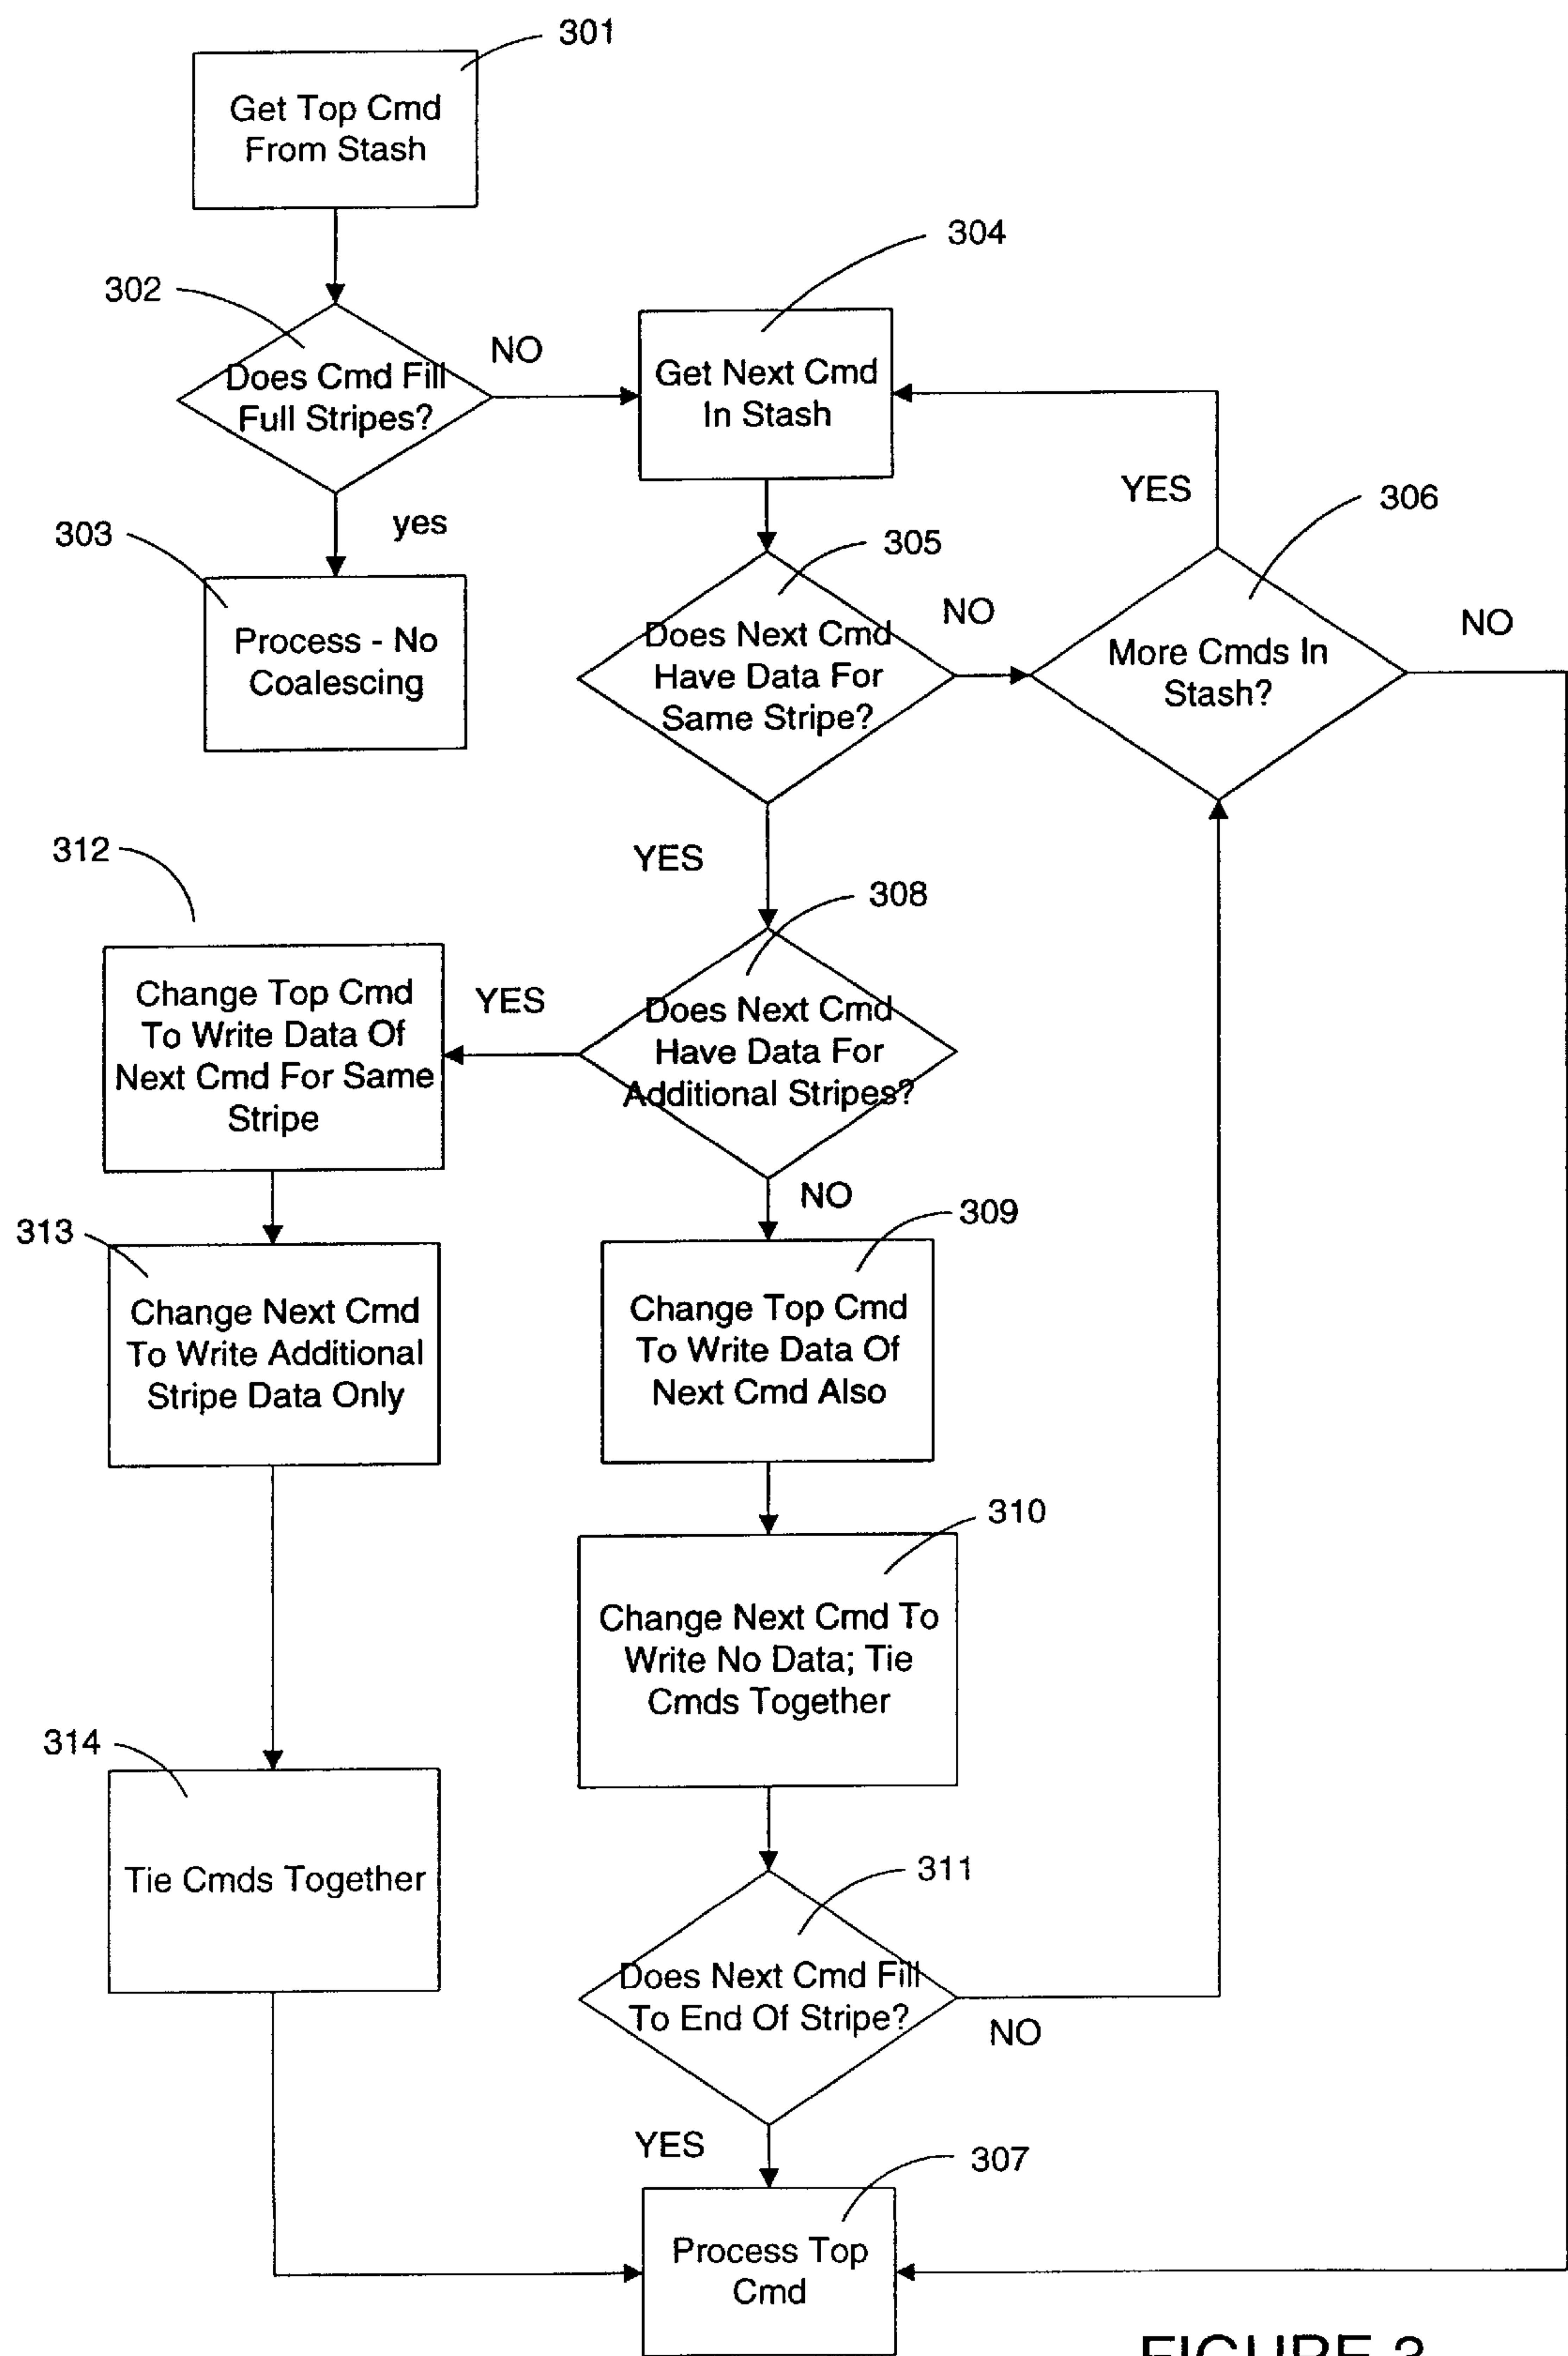 301
Get Top Cmd
From Stash
302
Does Cmd Fill
Full Stripes?
NO
yes
303
Process - No
Coalescing
304
Get Next Cmd
In Stash
305
Does Next Cmd
Have Data For
Same Stripe?
NO
YES
306
More Cmds In
Stash?
YES
NO
308
Does Next Cmd
Have Data For
Additional Stripes?
YES
NO
312
Change Top Cmd
To Write Data Of
Next Cmd For Same
Stripe
313
Change Next Cmd
To Write Additional
Stripe Data Only
314
Tie Cmds Together
309
Change Top Cmd
To Write Data Of
Next Cmd Also
310
Change Next Cmd To
Write No Data; Tie
Cmds Together
311
Does Next Cmd Fill
To End Of Stripe?
NO
YES
307
Process Top
Cmd
FIGURE 3